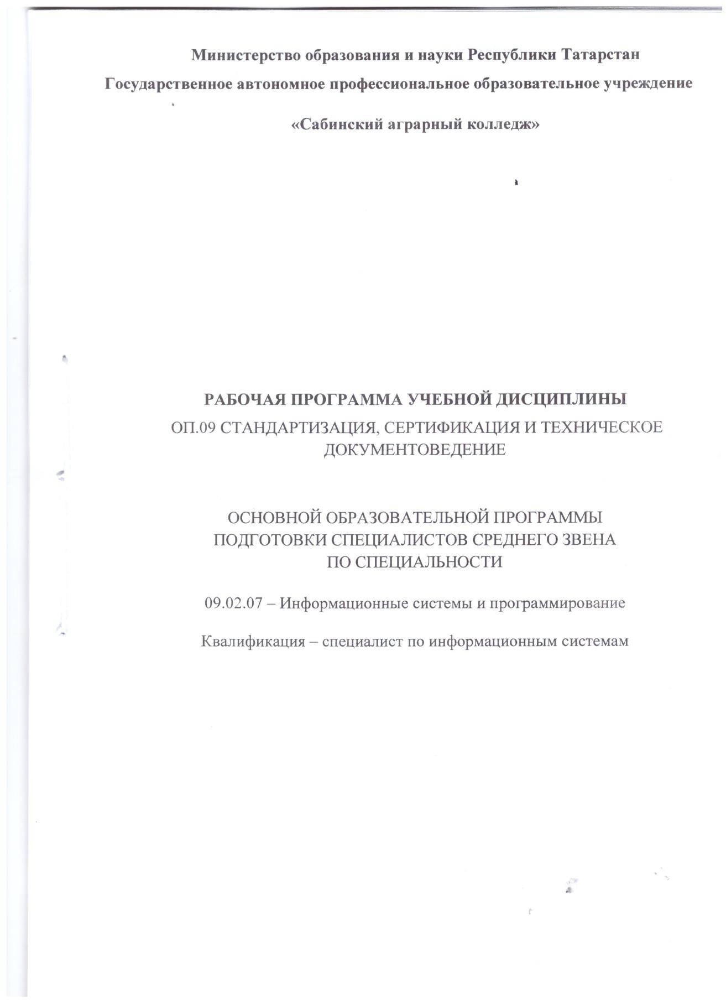 Министерство образования и науки Республики Татарстан
Государственное автономное профессиональное образовательное учреждение
«Сабинский аграрный колледж»
РАБОЧАЯ ПРОГРАММА УЧЕБНОЙ ДИСЦИПЛИНЫ
ОП.09 СТАНДАРТИЗАЦИЯ, СЕРТИФИКАЦИЯ И ТЕХНИЧЕСКОЕ
ДОКУМЕНТОВЕДЕНИЕ
ОСНОВНОЙ ОБРАЗОВАТЕЛЬНОЙ ПРОГРАММЫ
ПОДГОТОВКИ СПЕЦИАЛИСТОВ СРЕДНЕГО ЗВЕНА
ПО СПЕЦИАЛЬНОСТИ
09.02.07 – Информационные системы и программирование
Квалификация – специалист по информационным системам